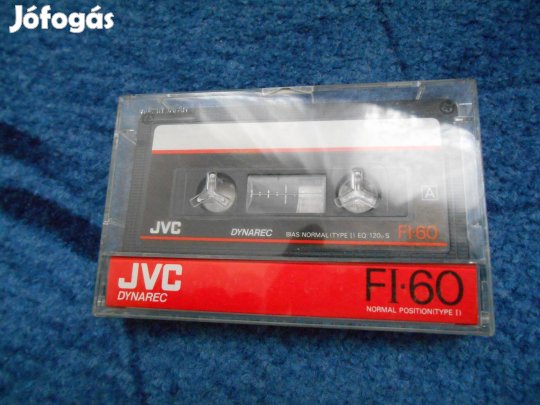 Jófogás
A
JVC DYNAREC BIAS: NORMAL (TYPE I) EQ: 120μS FI-60
JVC FI·60
DYNAREC NORMAL POSITION (TYPE I)